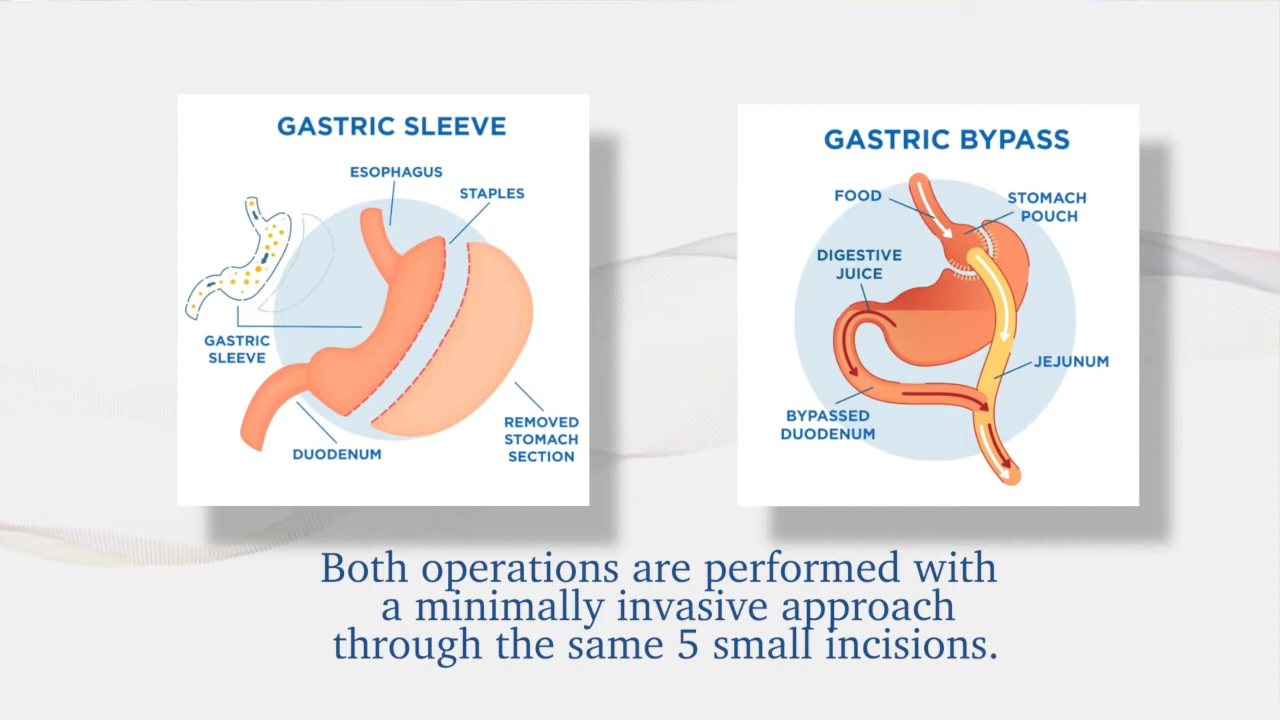 GASTRIC SLEEVE
ESOPHAGUS
STAPLES
GASTRIC
SLEEVE
DUODENUM
REMOVED
STOMACH
SECTION
GASTRIC BYPASS
FOOD
STOMACH
POUCH
DIGESTIVE
JUICE
JEJUNUM
BYPASSED
DUODENUM
Both operations are performed with
a minimally invasive approach
through the same 5 small incisions.